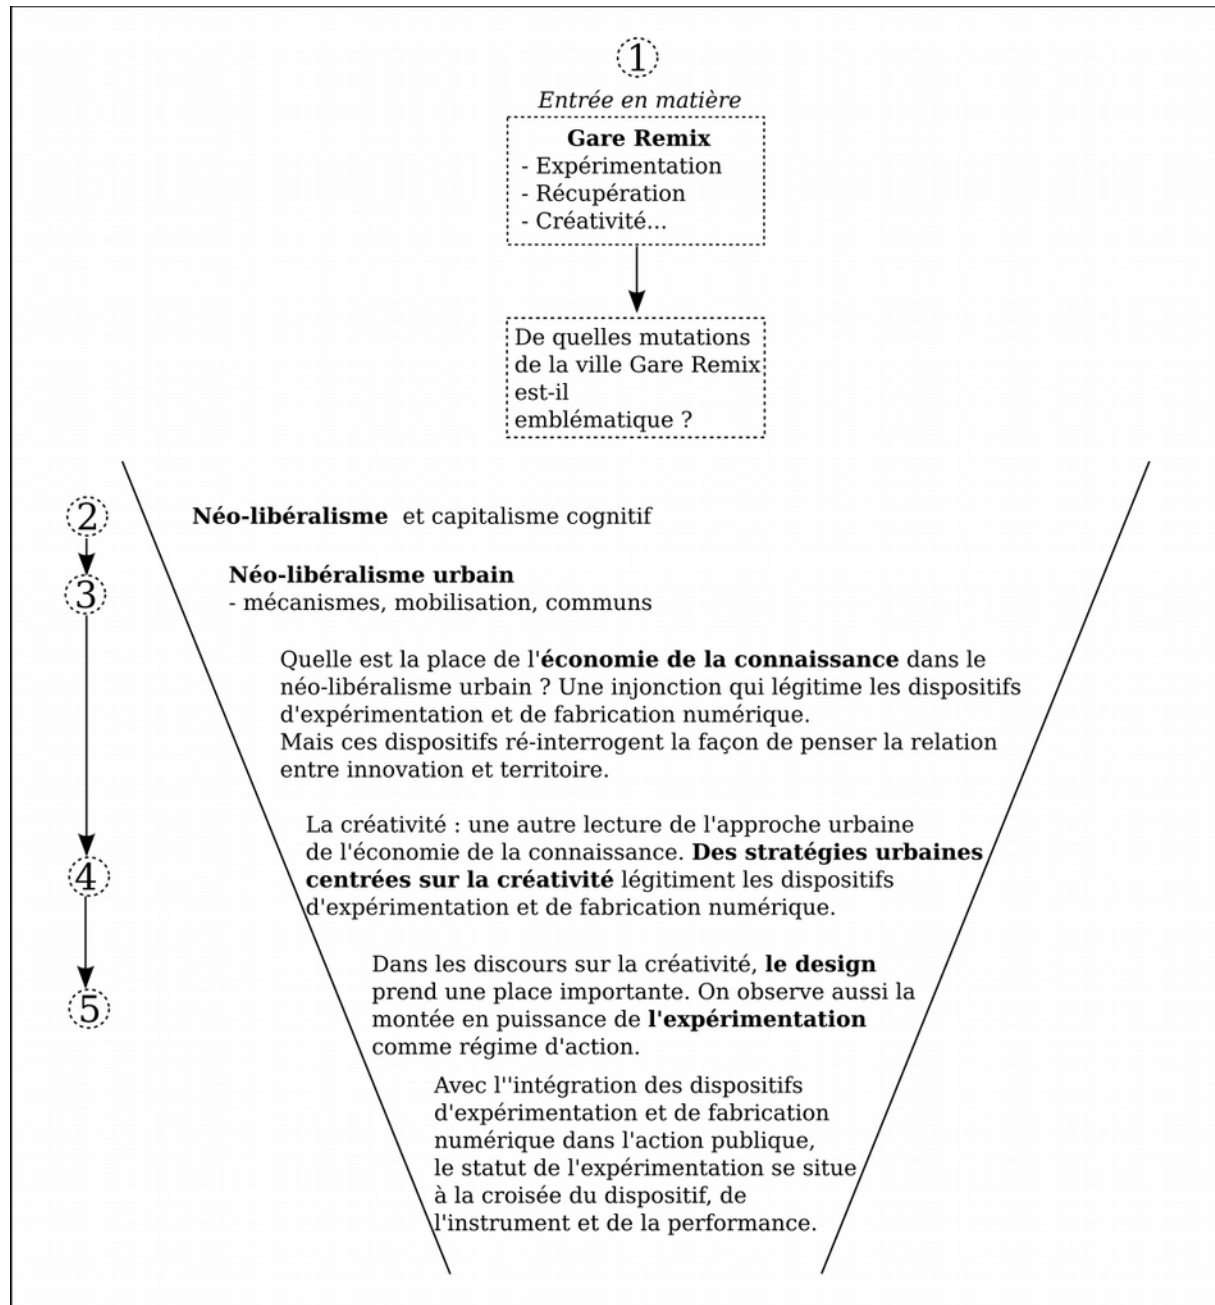 1
Entrée en matière
Gare Remix
- Expérimentation
- Récupération
- Créativité...
De quelles mutations
de la ville Gare Remix
est-il
emblématique ?
2
Néo-libéralisme et capitalisme cognitif
3
Néo-libéralisme urbain
- mécanismes, mobilisation, communs
Quelle est la place de l'économie de la connaissance dans le
néo-libéralisme urbain ? Une injonction qui légitime les dispositifs
d'expérimentation et de fabrication numérique.
Mais ces dispositifs ré-interrogent la façon de penser la relation
entre innovation et territoire.
4
La créativité : une autre lecture de l'approche urbaine
de l'économie de la connaissance. Des stratégies urbaines
centrées sur la créativité légitiment les dispositifs
d'expérimentation et de fabrication numérique.
5
Dans les discours sur la créativité, le design
prend une place importante. On observe aussi la
montée en puissance de l'expérimentation
comme régime d'action.
Avec l''intégration des dispositifs
d'expérimentation et de fabrication
numérique dans l'action publique,
le statut de l'expérimentation se situe
à la croisée du dispositif, de
l'instrument et de la performance.